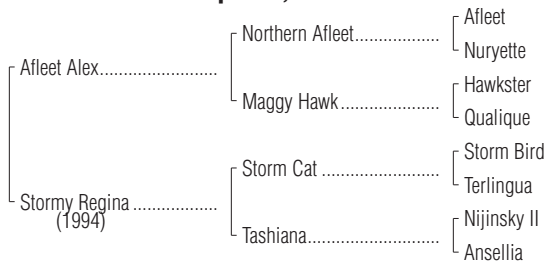 Afleet
Northern Afleet...................
Nuryette
Afleet Alex..........................
Hawkster
Maggy Hawk ......................
Qualique
Storm Bird
Storm Cat ...........................
Terlingua
Stormy Regina ...................
(1994)
Nijinsky II
Tashiana.............................
Ansellia